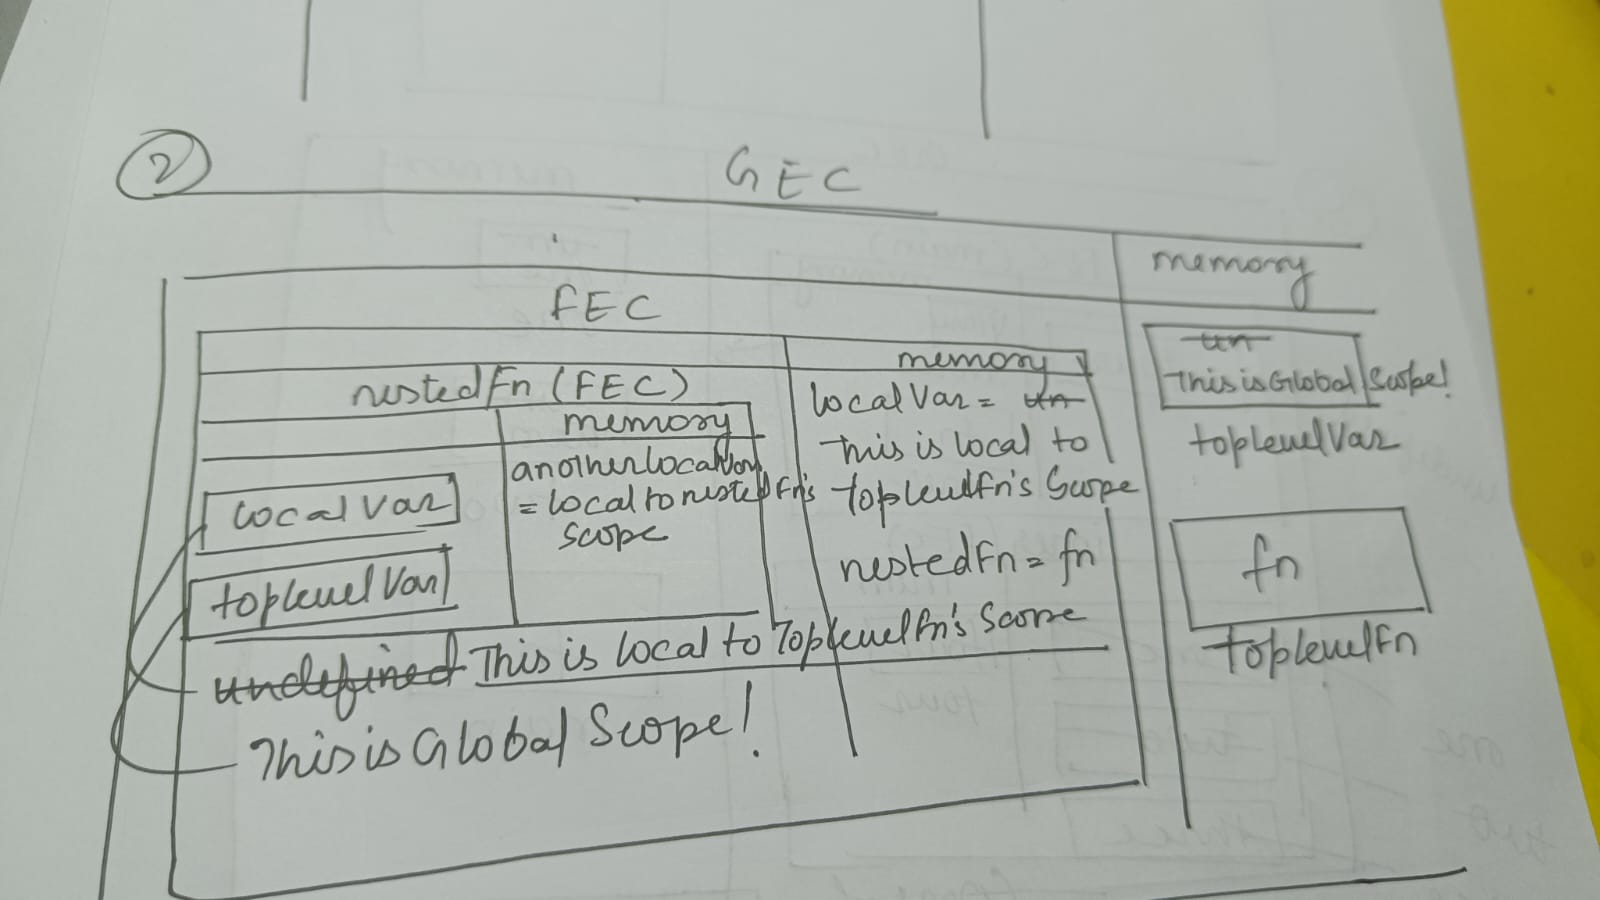 2
GEC
memory
FEC
memory
nestedFn (FEC)
memory
localVar = un
This is local to
toplevelFn's Scope
nestedFn = fn
anotherlocalVar
= local to nestedFn's
scope
localVar
toplevelVar
undefined This is local to Toplevelfn's Scope
This is Global Scope!
un
This is Global Scope!
toplevelVar
fn
toplevelFn